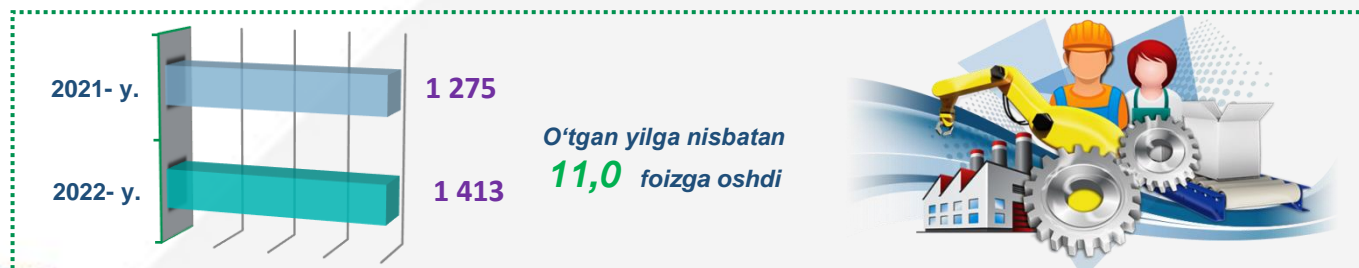 2021- y.
1 275
O‘tgan yilga nisbatan
11,0 foizga oshdi
2022- y.
1 413